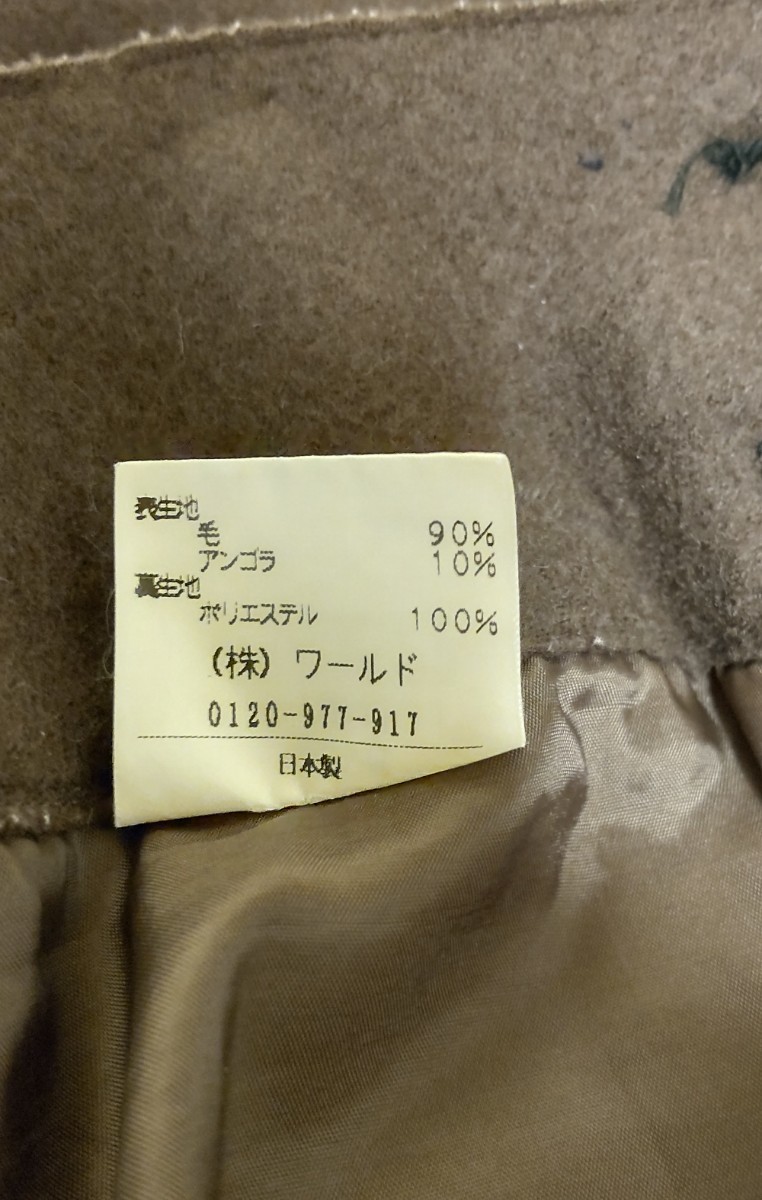 表生地
毛 90%
アンゴラ 10%
裏生地
ポリエステル 100%
(株) ワールド
0120-977-917
日本製